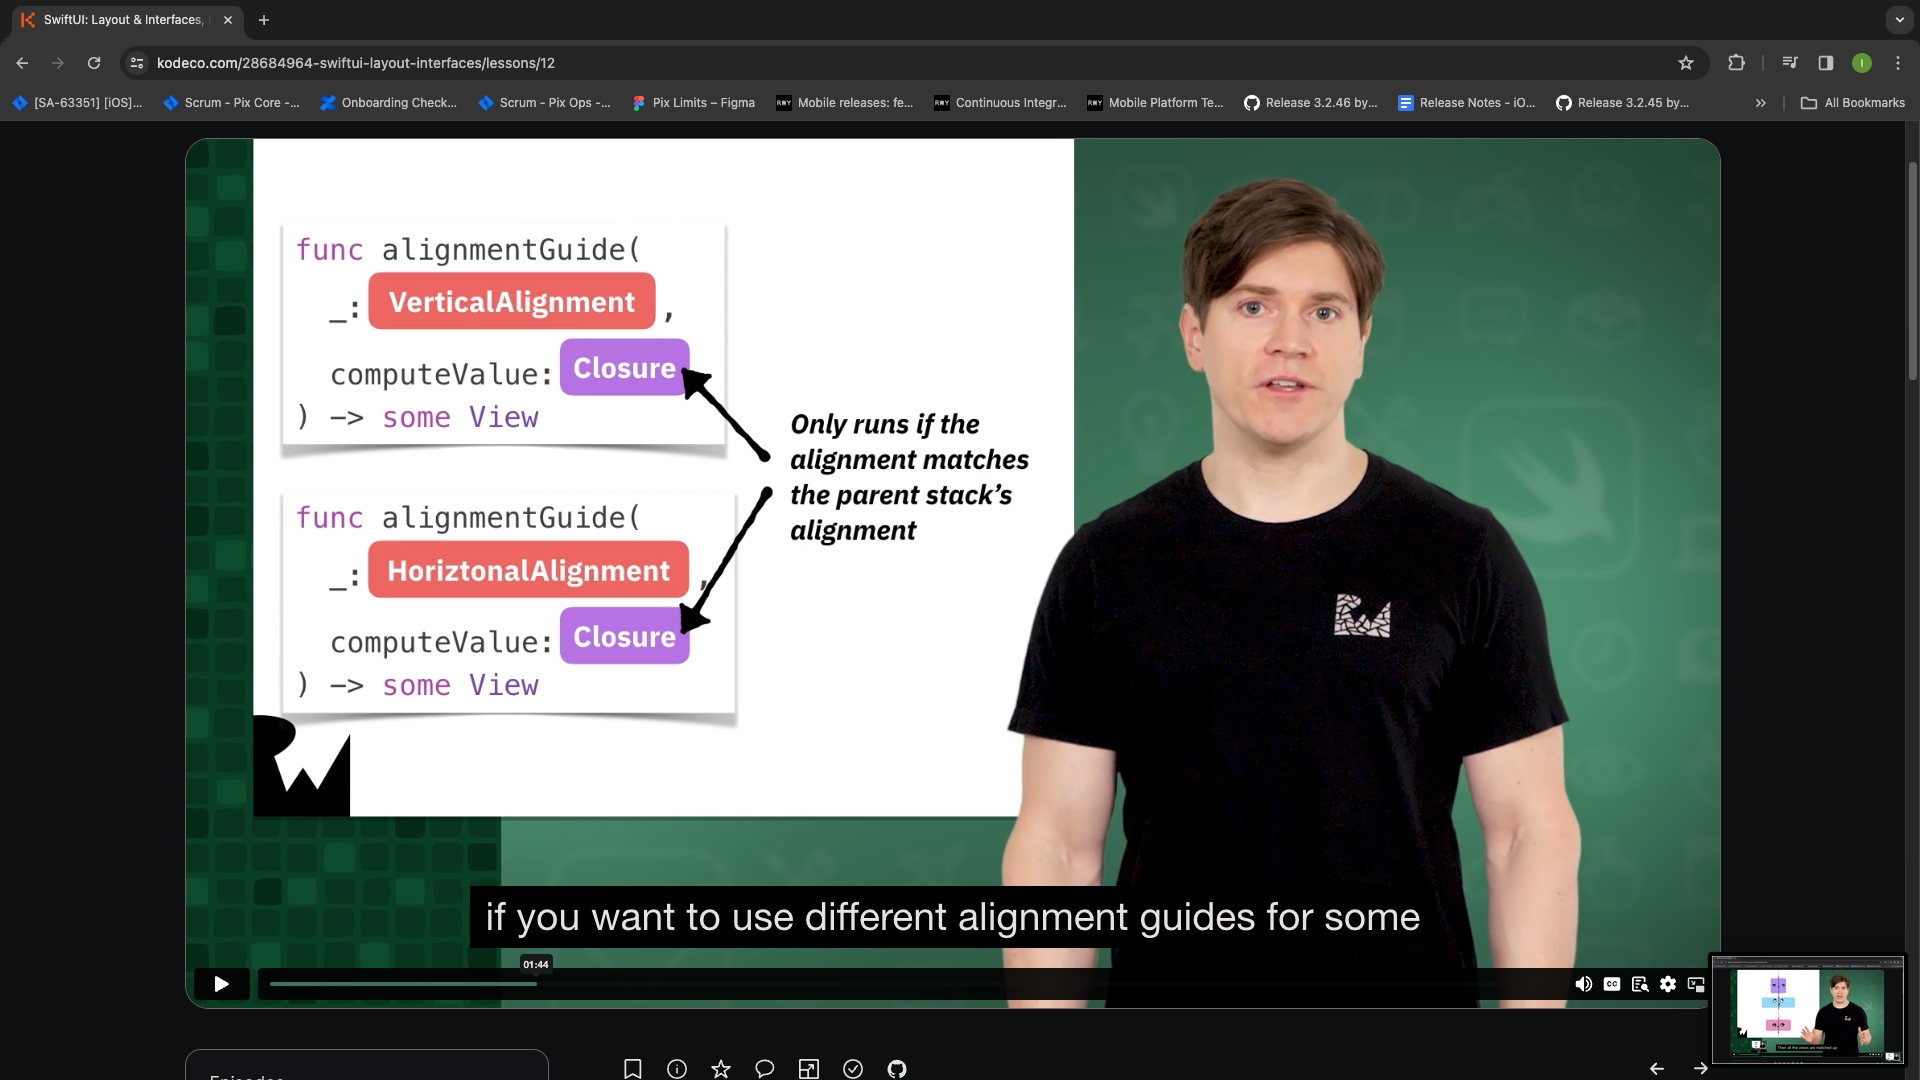 SwiftUI: Layout & Interfaces,
kodeco.com/28684964-swiftui-layout-interfaces/lessons/12
[SA-63351] [iOS]...
Scrum - Pix Core -...
Onboarding Check...
Scrum - Pix Ops -...
Pix Limits – Figma
Mobile releases: fe...
Continuous Integr...
Mobile Platform Te...
Release 3.2.46 by...
Release Notes - iO...
Release 3.2.45 by...
All Bookmarks
func alignmentGuide(
_: VerticalAlignment ,
computeValue: Closure
) -> some View
Only runs if the
alignment matches
the parent stack's
alignment
func alignmentGuide(
_: HoriztonalAlignment ,
computeValue: Closure
) -> some View
if you want to use different alignment guides for some
01:44
CC
Episodes